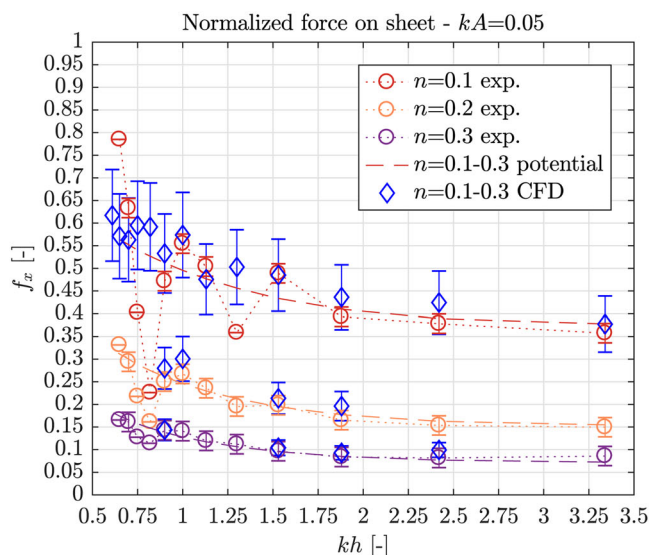 Normalized force on sheet - kA=0.05
1
0.95
0.9
0.85
0.8
0.75
0.7
0.65
0.6
0.55
0.5
0.45
0.4
0.35
0.3
0.25
0.2
0.15
0.1
0.05
0
f_x [-]
n=0.1 exp.
n=0.2 exp.
n=0.3 exp.
n=0.1-0.3 potential
n=0.1-0.3 CFD
0.5 0.75 1 1.25 1.5 1.75 2 2.25 2.5 2.75 3 3.25 3.5
kh [-]